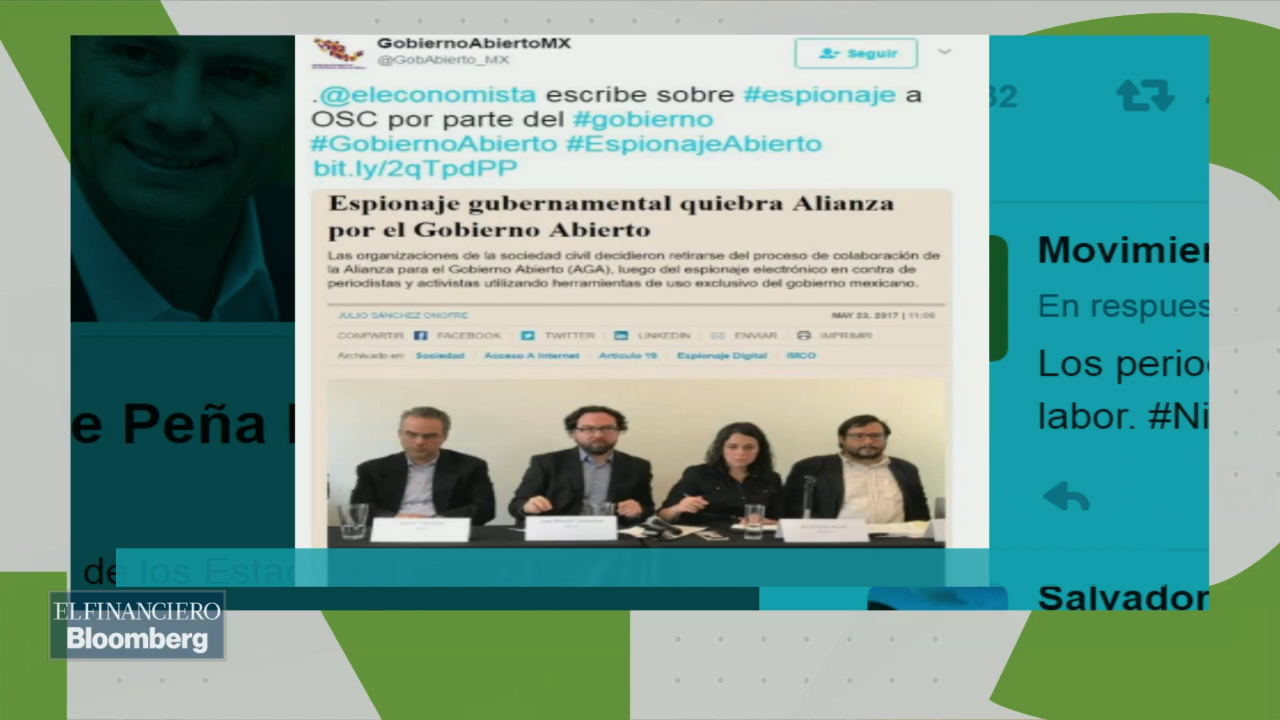 GobiernoAbiertoMX
@GobAbierto_MX
Seguir
.@eleconomista escribe sobre #espionaje a
OSC por parte del #gobierno
#GobiernoAbierto #EspionajeAbierto
bit.ly/2qTpdPP
Espionaje gubernamental quiebra Alianza
por el Gobierno Abierto
Las organizaciones de la sociedad civil decidieron retirarse del proceso de colaboración de
la Alianza para el Gobierno Abierto (AGA), luego del espionaje electrónico en contra de
periodistas y activistas utilizando herramientas de uso exclusivo del gobierno mexicano.
JULIO SÁNCHEZ ONOFRE
MAY 23, 2017 | 11:06
COMPARTIR FACEBOOK TWITTER LINKEDIN ENVIAR IMPRIMIR
Archivado en: Sociedad Acceso A Internet Artículo 19 Espionaje Digital IMCO
e Peña
de los Esta
32
Movimier
En respues
Los perio
labor. #Ni
Salvador
EL FINANCIERO
Bloomberg